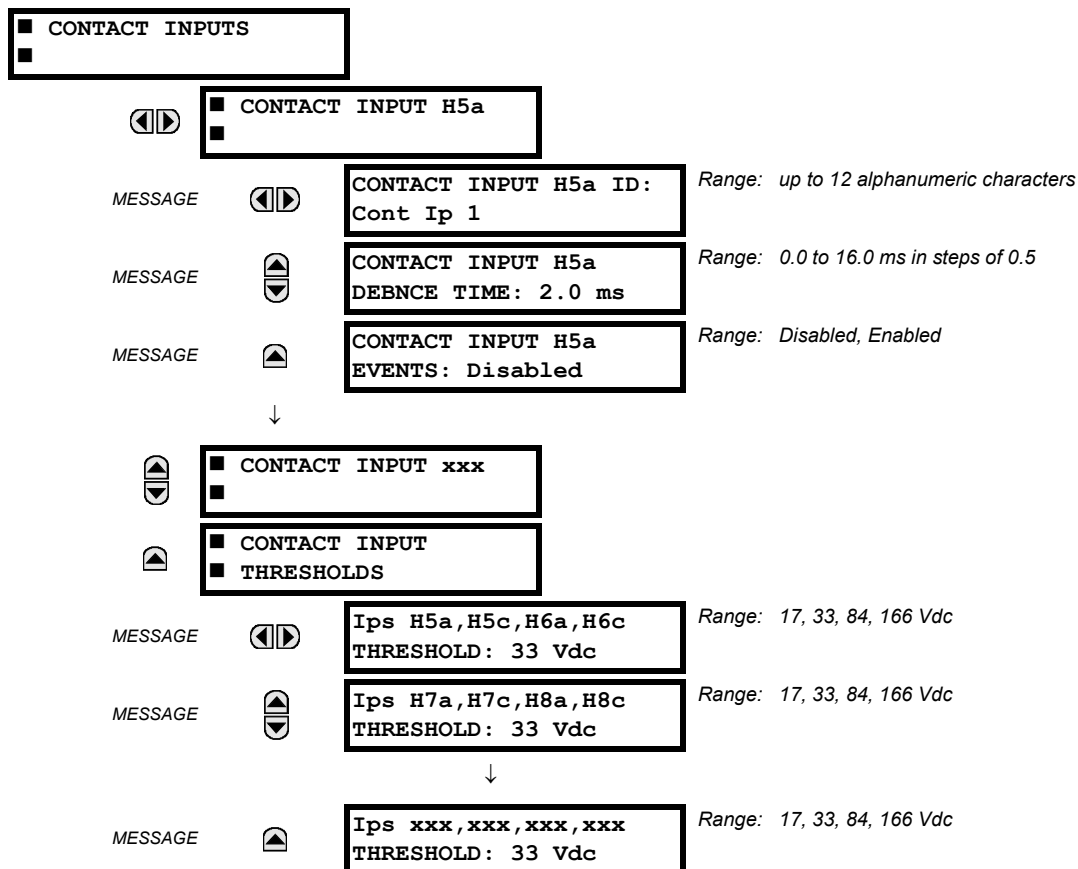 ■ CONTACT INPUTS
■
■ CONTACT INPUT H5a
■
MESSAGE CONTACT INPUT H5a ID: Range: up to 12 alphanumeric characters
Cont Ip 1
MESSAGE CONTACT INPUT H5a Range: 0.0 to 16.0 ms in steps of 0.5
DEBNCE TIME: 2.0 ms
MESSAGE CONTACT INPUT H5a Range: Disabled, Enabled
EVENTS: Disabled
↓
■ CONTACT INPUT xxx
■
■ CONTACT INPUT
■ THRESHOLDS
MESSAGE Ips H5a,H5c,H6a,H6c Range: 17, 33, 84, 166 Vdc
THRESHOLD: 33 Vdc
MESSAGE Ips H7a,H7c,H8a,H8c Range: 17, 33, 84, 166 Vdc
THRESHOLD: 33 Vdc
↓
MESSAGE Ips xxx,xxx,xxx,xxx Range: 17, 33, 84, 166 Vdc
THRESHOLD: 33 Vdc